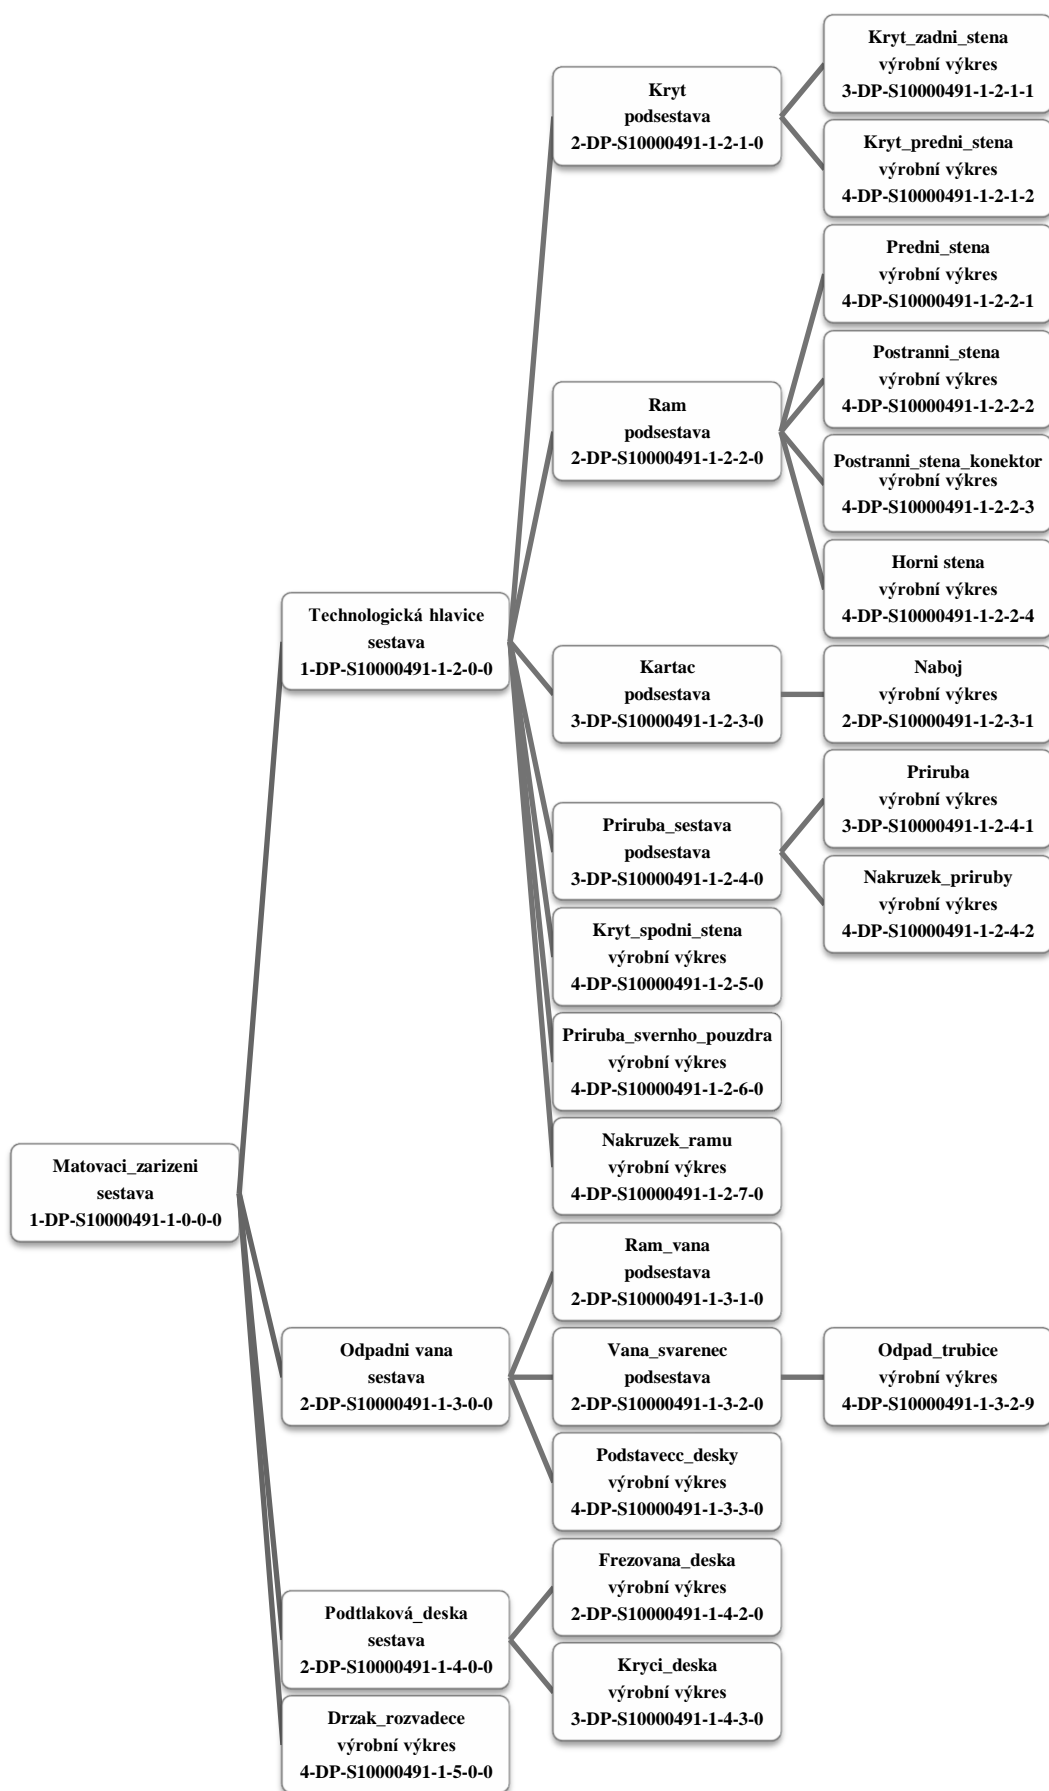 Kryt_zadni_stena
výrobní výkres
3-DP-S10000491-1-2-1-1
Kryt
podsestava
2-DP-S10000491-1-2-1-0
Kryt_predni_stena
výrobní výkres
4-DP-S10000491-1-2-1-2
Predni_stena
výrobní výkres
4-DP-S10000491-1-2-2-1
Postranni_stena
výrobní výkres
4-DP-S10000491-1-2-2-2
Ram
podsestava
2-DP-S10000491-1-2-2-0
Postranni_stena_konektor
výrobní výkres
4-DP-S10000491-1-2-2-3
Horni stena
výrobní výkres
4-DP-S10000491-1-2-2-4
Technologická hlavice
sestava
1-DP-S10000491-1-2-0-0
Kartac
podsestava
3-DP-S10000491-1-2-3-0
Naboj
výrobní výkres
2-DP-S10000491-1-2-3-1
Priruba
výrobní výkres
3-DP-S10000491-1-2-4-1
Priruba_sestava
podsestava
3-DP-S10000491-1-2-4-0
Nakruzek_priruby
výrobní výkres
4-DP-S10000491-1-2-4-2
Kryt_spodni_stena
výrobní výkres
4-DP-S10000491-1-2-5-0
Priruba_svernho_pouzdra
výrobní výkres
4-DP-S10000491-1-2-6-0
Nakruzek_ramu
výrobní výkres
4-DP-S10000491-1-2-7-0
Matovaci_zarizeni
sestava
1-DP-S10000491-1-0-0-0
Ram_vana
podsestava
2-DP-S10000491-1-3-1-0
Odpadni vana
sestava
2-DP-S10000491-1-3-0-0
Vana_svarenec
podsestava
2-DP-S10000491-1-3-2-0
Odpad_trubice
výrobní výkres
4-DP-S10000491-1-3-2-9
Podstavecc_desky
výrobní výkres
4-DP-S10000491-1-3-3-0
Frezovana_deska
výrobní výkres
2-DP-S10000491-1-4-2-0
Podtlaková_deska
sestava
2-DP-S10000491-1-4-0-0
Kryci_deska
výrobní výkres
3-DP-S10000491-1-4-3-0
Drzak_rozvadece
výrobní výkres
4-DP-S10000491-1-5-0-0